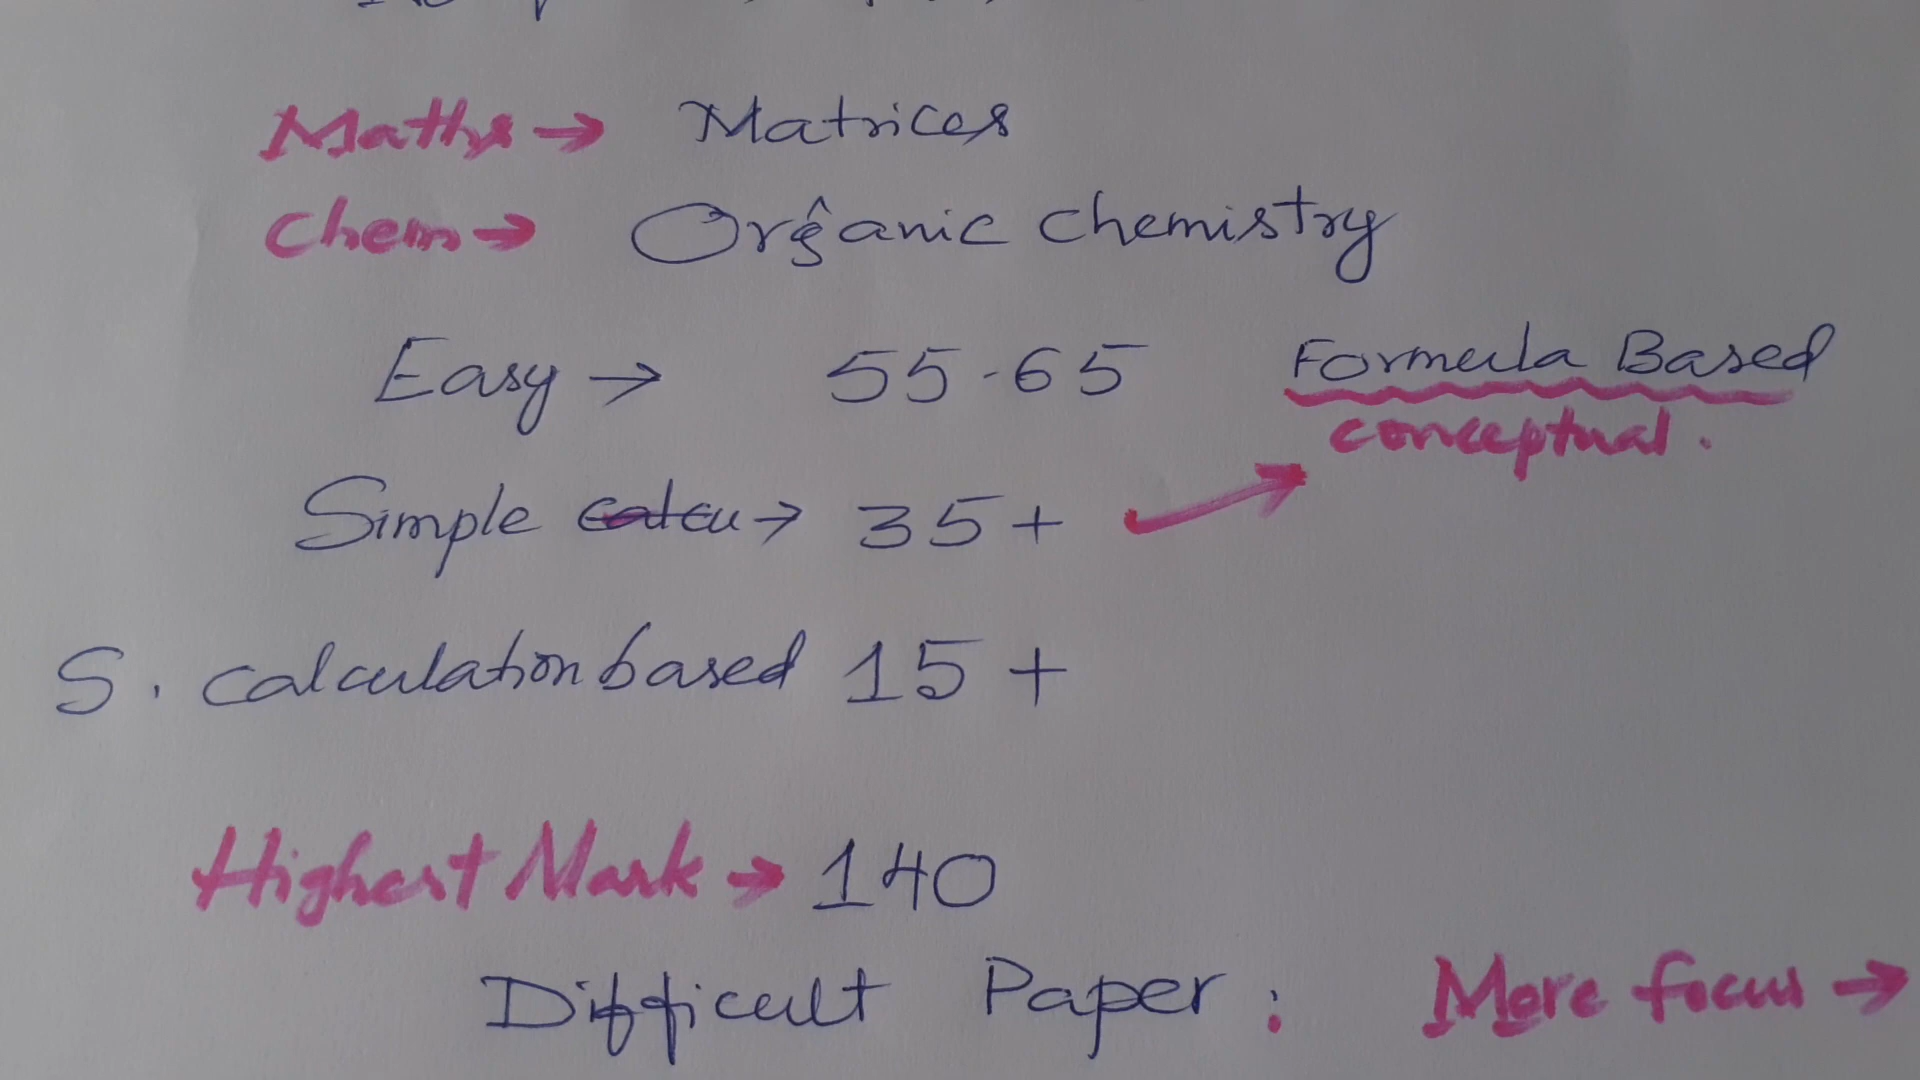 Maths → Matrices
Chem → Organic chemistry
Easy → 55-65 Formula Based
conceptual.
Simple calcu → 35+
S. calculation based 15+
Highest Mark → 140
Difficult Paper : More focus →